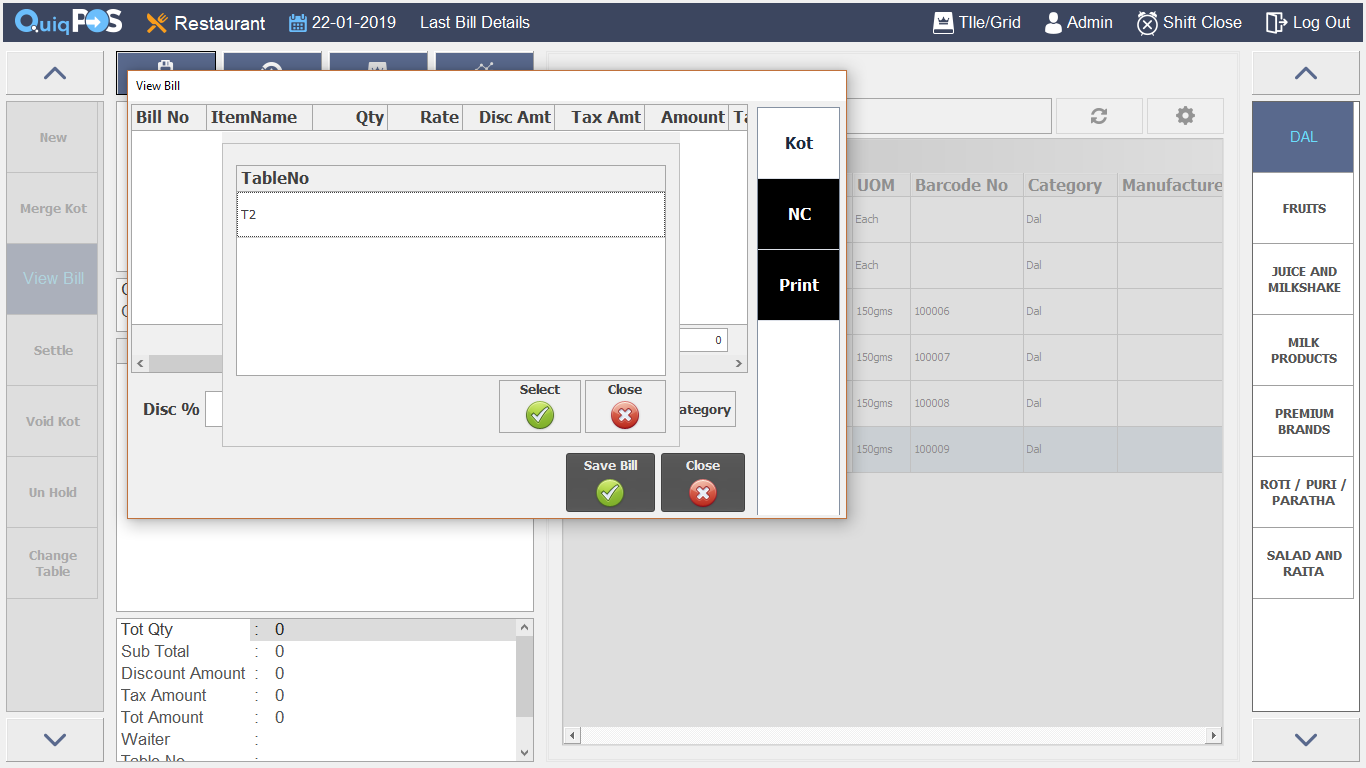 QuiqPOS Restaurant 22-01-2019 Last Bill Details TIle/Grid Admin Shift Close Log Out
New
Merge Kot
View Bill
Settle
Void Kot
Un Hold
Change
Table
View Bill
Bill No ItemName Qty Rate Disc Amt Tax Amt Amount
TableNo
T2
Select Close
0
Disc %
Save Bill Close
Kot
NC
Print
Tot Qty : 0
Sub Total : 0
Discount Amount : 0
Tax Amount : 0
Tot Amount : 0
Waiter :
Table No :
UOM Barcode No Category Manufacture
Each Dal
Each Dal
150gms 100006 Dal
150gms 100007 Dal
150gms 100008 Dal
150gms 100009 Dal
DAL
FRUITS
JUICE AND
MILKSHAKE
MILK
PRODUCTS
PREMIUM
BRANDS
ROTI / PURI /
PARATHA
SALAD AND
RAITA